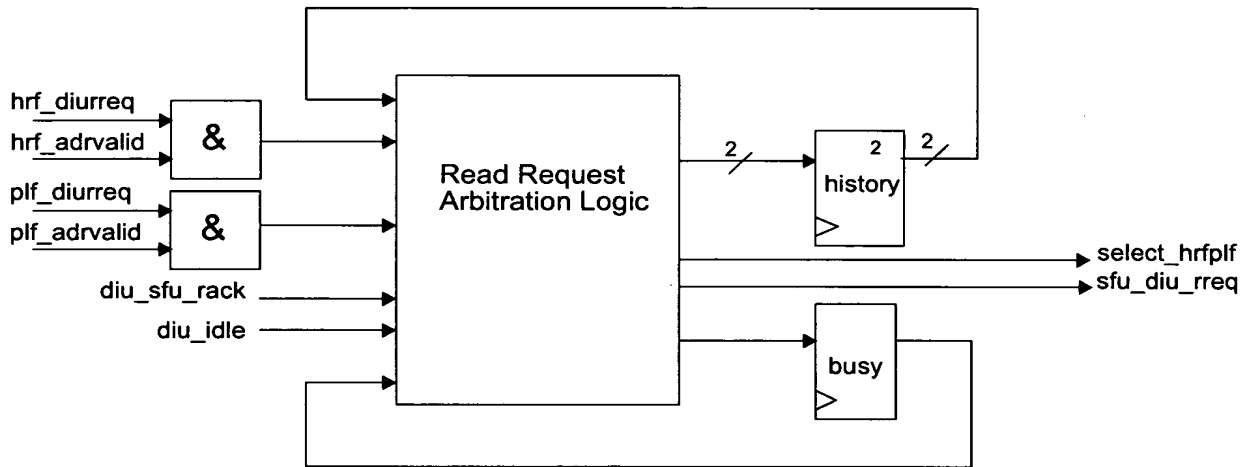 hrf_diurreq
hrf_adrvalid
&
plf_diurreq
plf_adrvalid
&
diu_sfu_rack
diu_idle
Read Request
Arbitration Logic
2
2
2
history
select_hrfplf
sfu_diu_rreq
busy